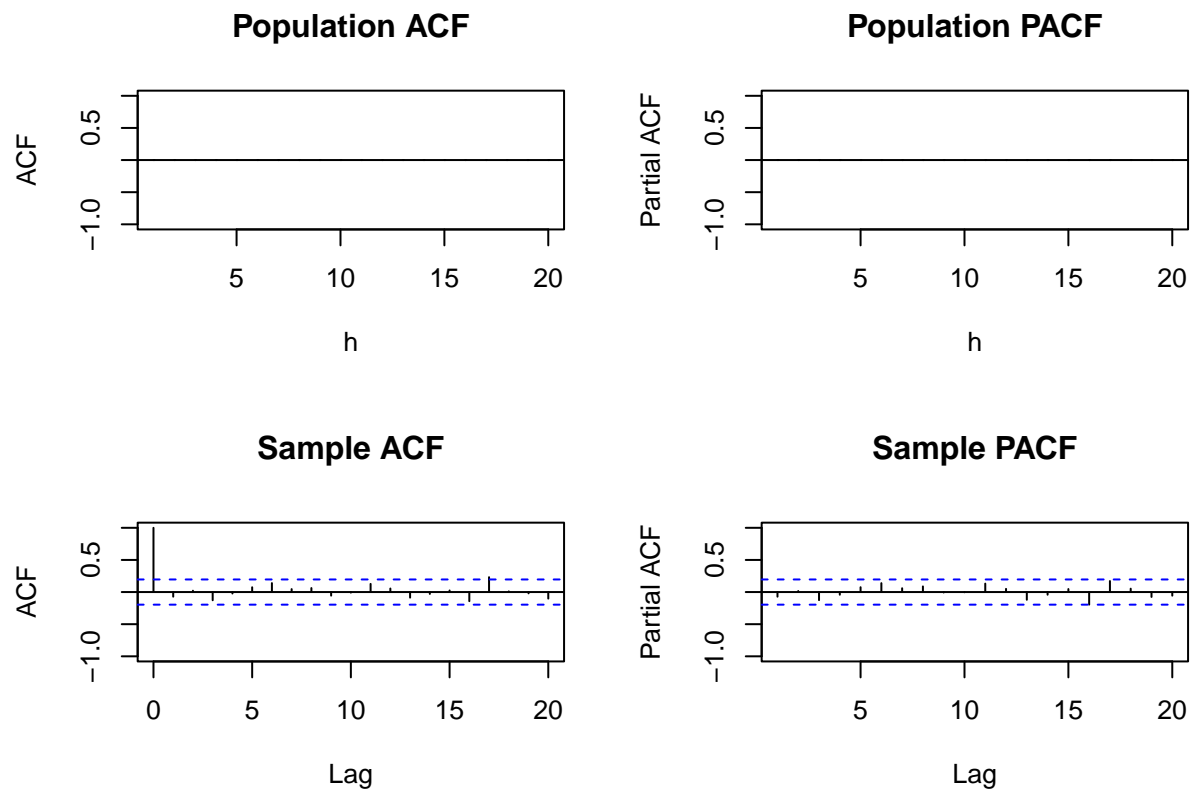 Population ACF
ACF
0.5
−1.0
5 10 15 20
h
Population PACF
Partial ACF
0.5
−1.0
5 10 15 20
h
Sample ACF
ACF
0.5
−1.0
0 5 10 15 20
Lag
Sample PACF
Partial ACF
0.5
−1.0
5 10 15 20
Lag